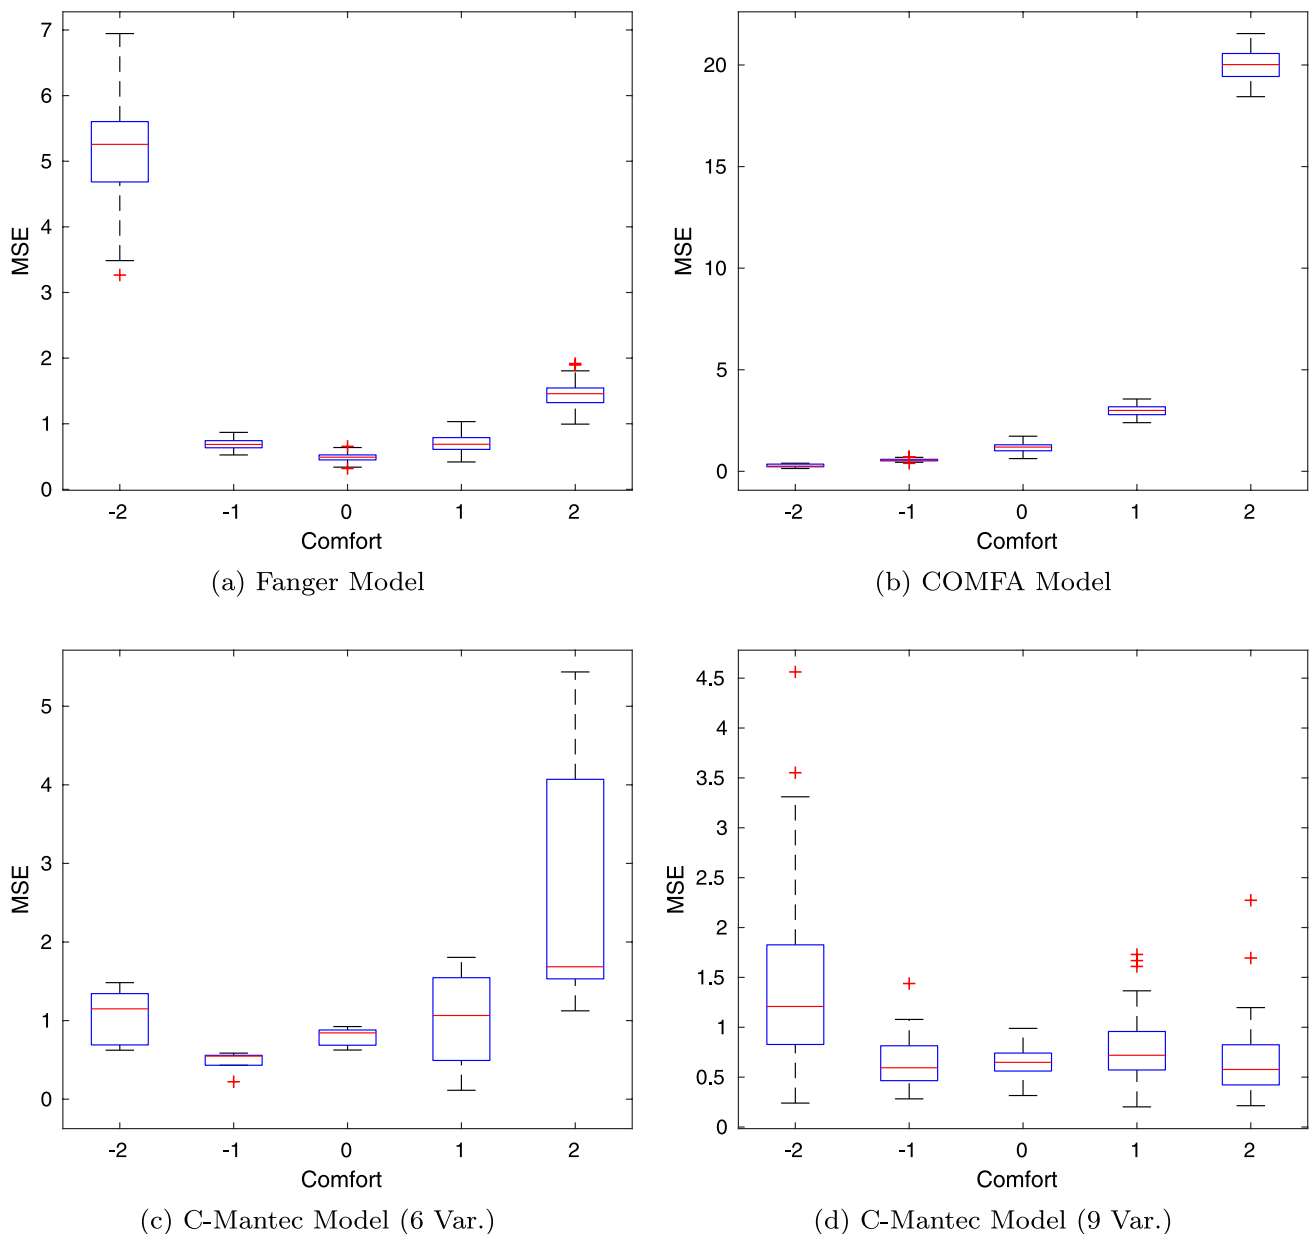 7
6
5
4
3
2
1
0
MSE
-2 -1 0 1 2
Comfort
(a) Fanger Model
20
15
10
5
0
MSE
-2 -1 0 1 2
Comfort
(b) COMFA Model
5
4
3
2
1
0
MSE
-2 -1 0 1 2
Comfort
(c) C-Mantec Model (6 Var.)
4.5
4
3.5
3
2.5
2
1.5
1
0.5
0
MSE
-2 -1 0 1 2
Comfort
(d) C-Mantec Model (9 Var.)